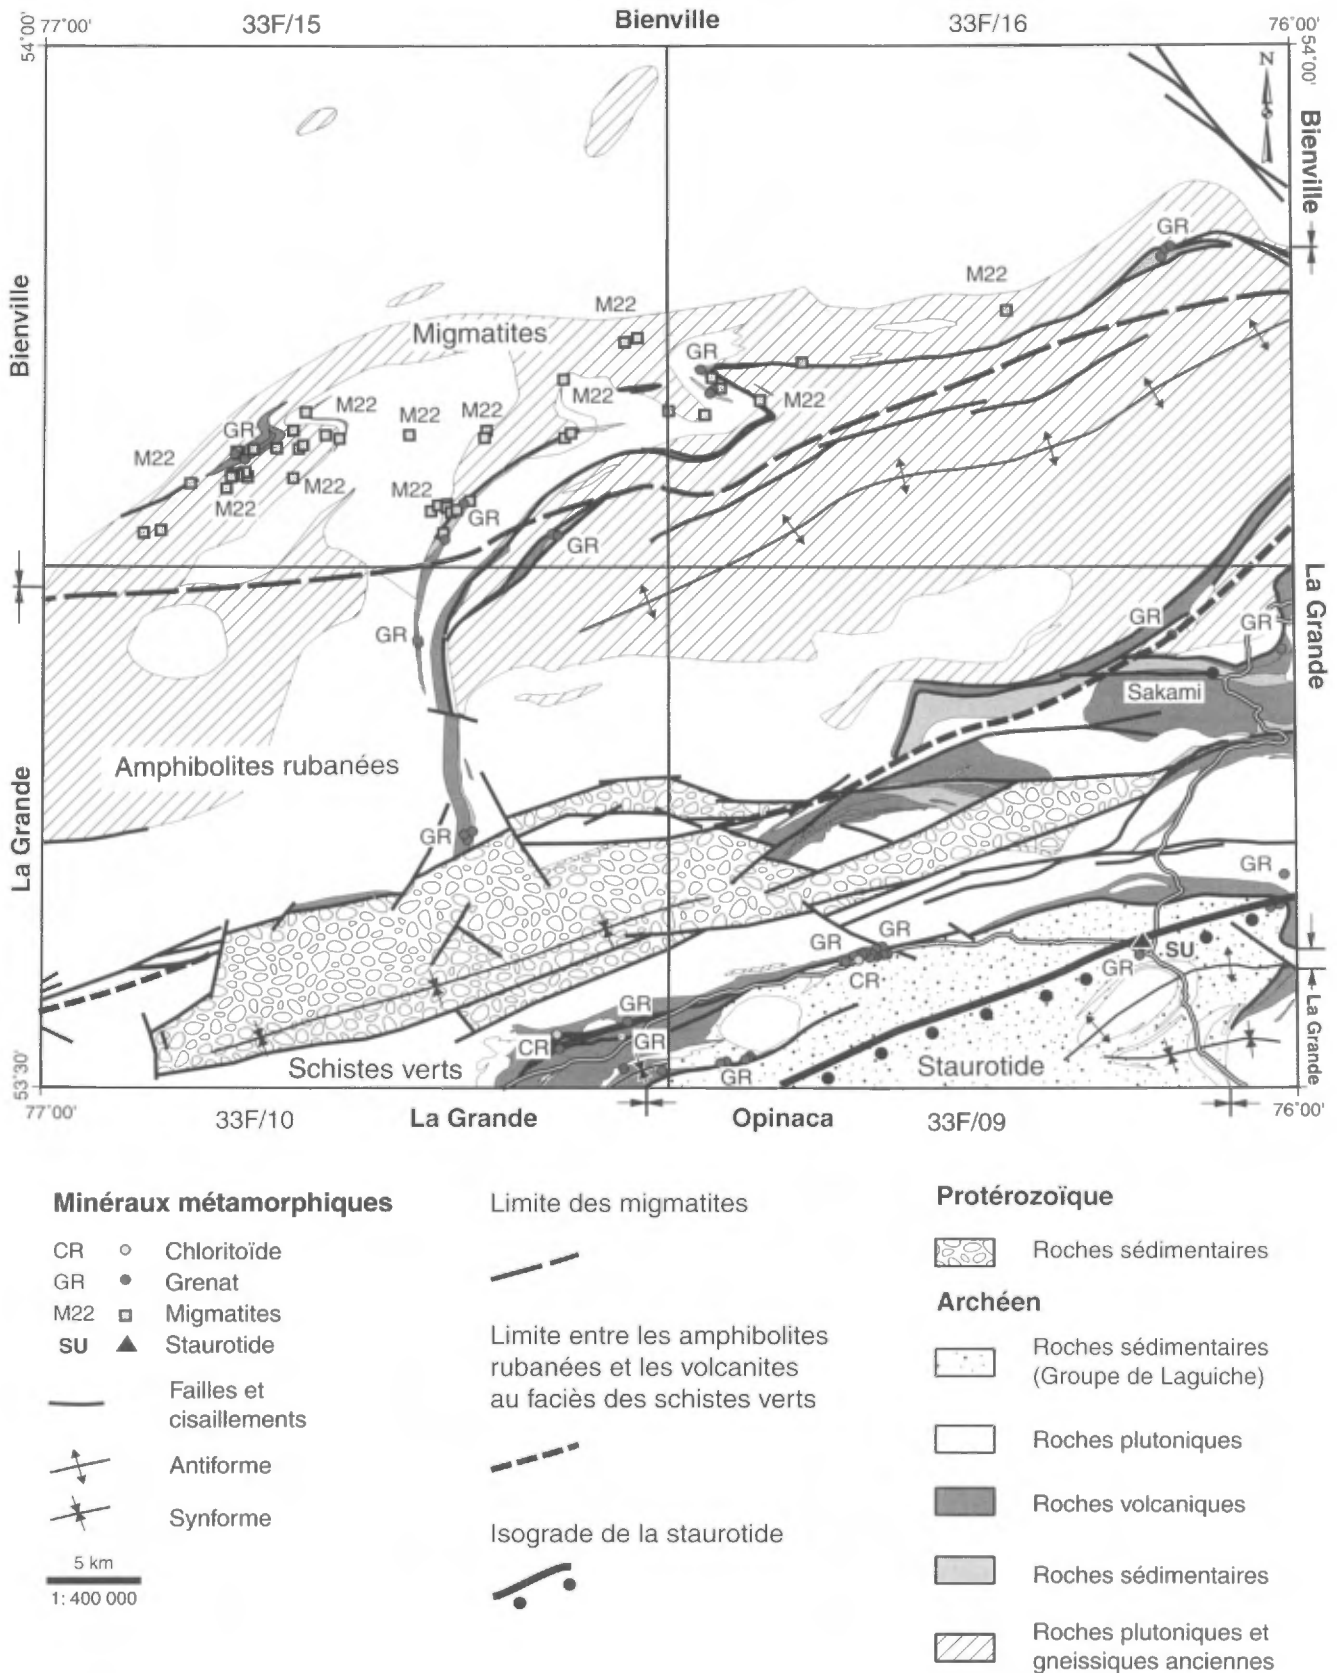 77°00'
33F/15
Bienville
33F/16
76°00'
54°00'
54°00'
N
Bienville
Bienville
GR
M22
M22
Migmatites
GR
M22
M22
M22
M22
M22
GR
M22
M22
M22
M22
GR
GR
La Grande
GR
GR
GR
Sakami
Amphibolites rubanées
La Grande
GR
GR
GR
GR
SU
GR
CR
GR
La Grande
CR
GR
Schistes verts
GR
Staurotide
53°30'
77°00'
76°00'
33F/10
La Grande
Opinaca
33F/09
Minéraux métamorphiques
CR Chloritoïde
GR Grenat
M22 Migmatites
SU Staurotide
Failles et
cisaillements
Antiforme
Synforme
5 km
1: 400 000
Limite des migmatites
Limite entre les amphibolites
rubanées et les volcanites
au faciès des schistes verts
Isograde de la staurotide
Protérozoïque
Roches sédimentaires
Archéen
Roches sédimentaires
(Groupe de Laguiche)
Roches plutoniques
Roches volcaniques
Roches sédimentaires
Roches plutoniques et
gneissiques anciennes